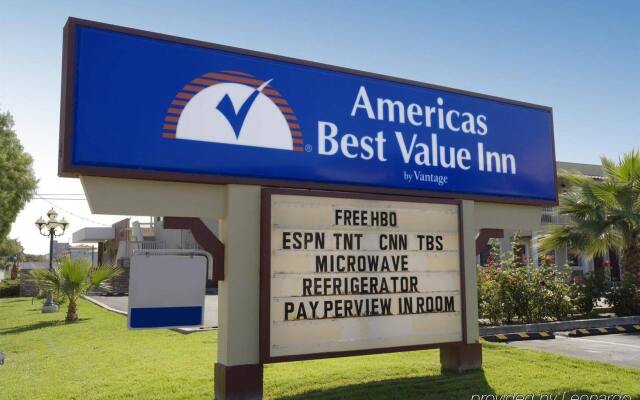 Americas
Best Value Inn
by Vantage
®
FREE HBO
ESPN TNT CNN TBS
MICROWAVE
REFRIGERATOR
PAY PERVIEW IN ROOM
provided by Leonardo